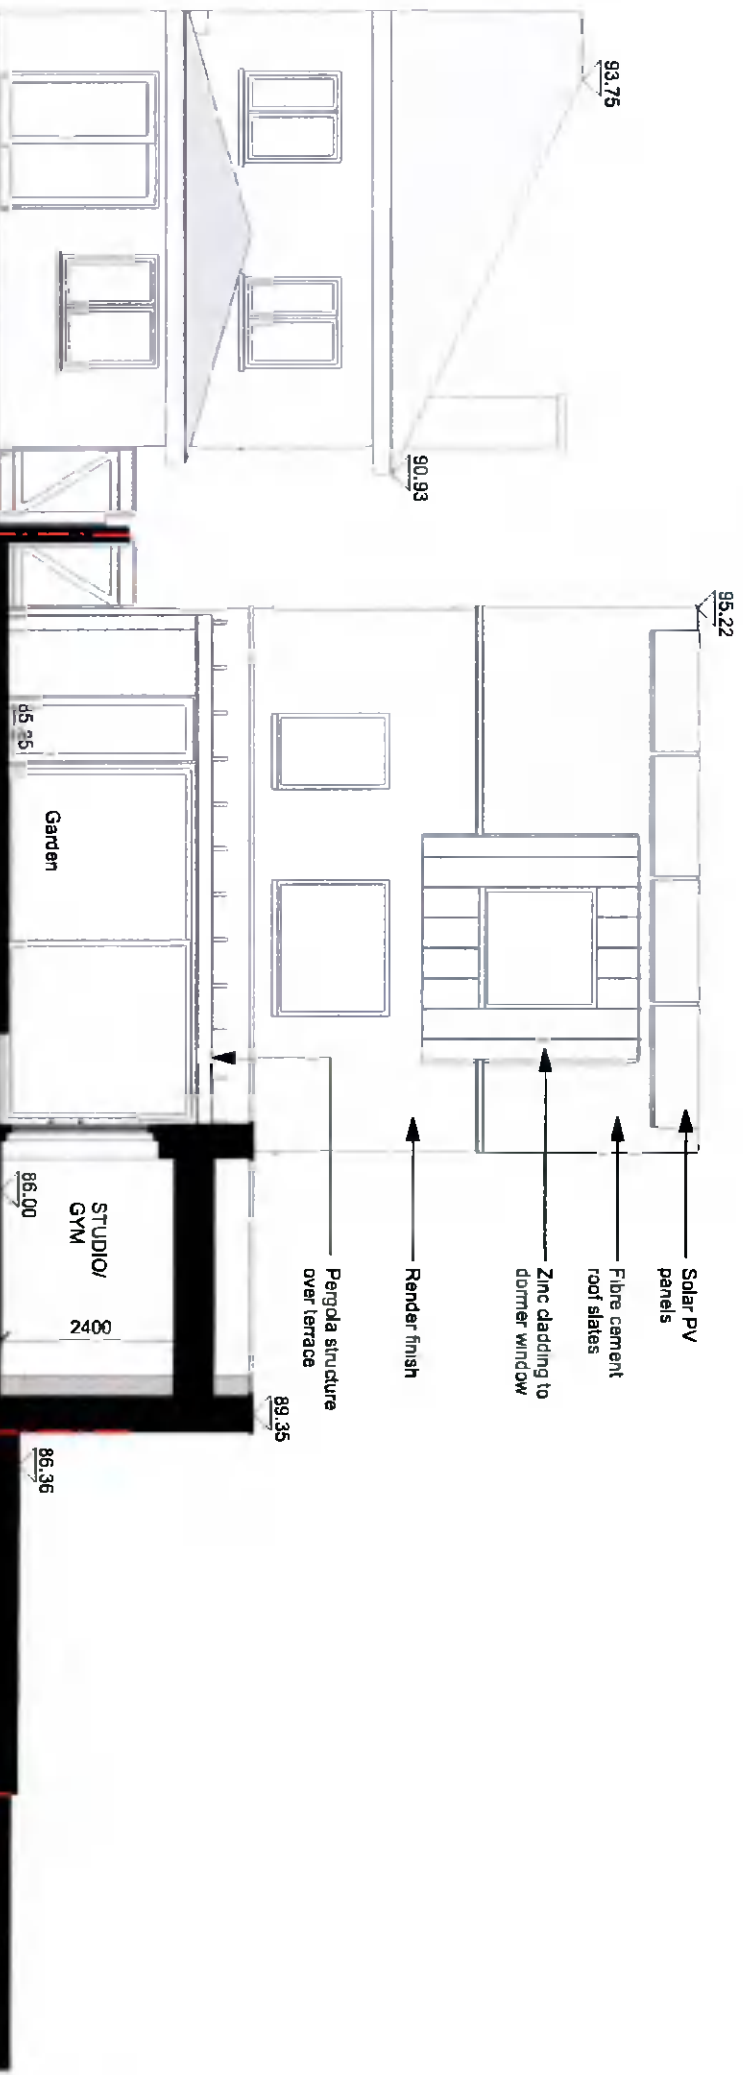 95.22
93.75
Solar PV
panels
Fibre cement
roof slates
Zinc cladding to
dormer window
90.93
Render finish
Pergola structure
over terrace
89.35
STUDIO/
GYM
2400
Garden
86.36
86.00